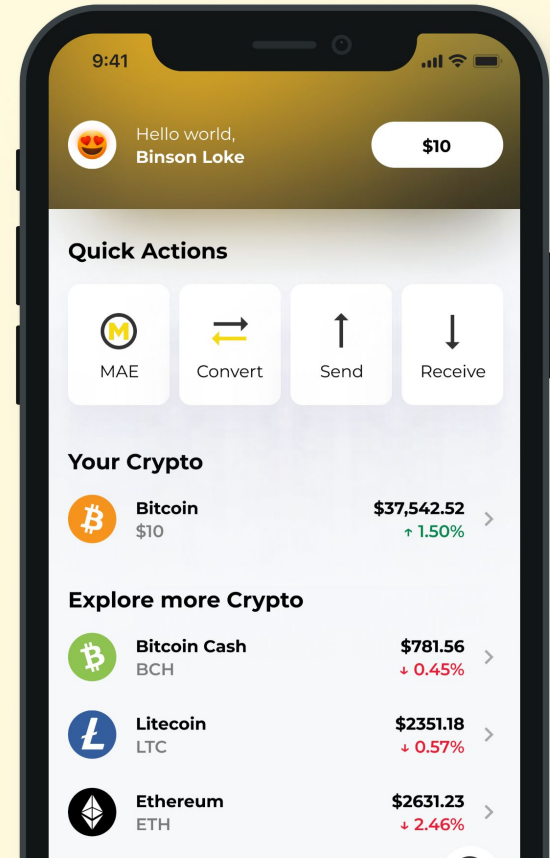 9:41
Hello world,
Binson Loke
$10
Quick Actions
M
MAE
Convert
Send
Receive
Your Crypto
Bitcoin
$10
$37,542.52
↑ 1.50%
Explore more Crypto
Bitcoin Cash
BCH
$781.56
↓ 0.45%
Litecoin
LTC
$2351.18
↓ 0.57%
Ethereum
ETH
$2631.23
↓ 2.46%